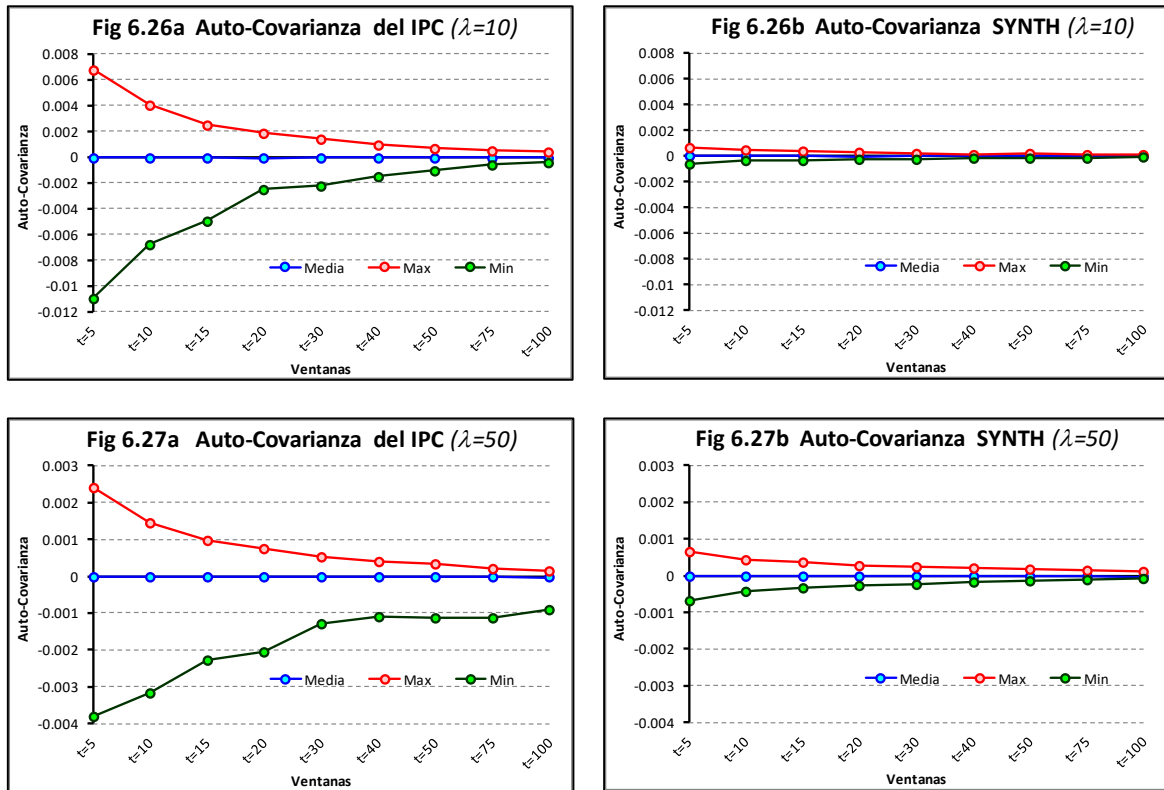 Fig 6.26a Auto-Covarianza del IPC (λ=10)
0.008
0.006
0.004
0.002
0
-0.002
-0.004
-0.006
-0.008
-0.01
-0.012
Auto-Covarianza
Media Max Min
t=5 t=10 t=15 t=20 t=30 t=40 t=50 t=75 t=100
Ventanas
Fig 6.26b Auto-Covarianza SYNTH (λ=10)
0.008
0.006
0.004
0.002
0
-0.002
-0.004
-0.006
-0.008
-0.01
-0.012
Auto-Covarianza
Media Max Min
t=5 t=10 t=15 t=20 t=30 t=40 t=50 t=75 t=100
Ventanas
Fig 6.27a Auto-Covarianza del IPC (λ=50)
0.003
0.002
0.001
0
-0.001
-0.002
-0.003
-0.004
Auto-Covarianza
Media Max Min
t=5 t=10 t=15 t=20 t=30 t=40 t=50 t=75 t=100
Ventanas
Fig 6.27b Auto-Covarianza SYNTH (λ=50)
0.003
0.002
0.001
0
-0.001
-0.002
-0.003
-0.004
Auto-Covarianza
Media Max Min
t=5 t=10 t=15 t=20 t=30 t=40 t=50 t=75 t=100
Ventanas